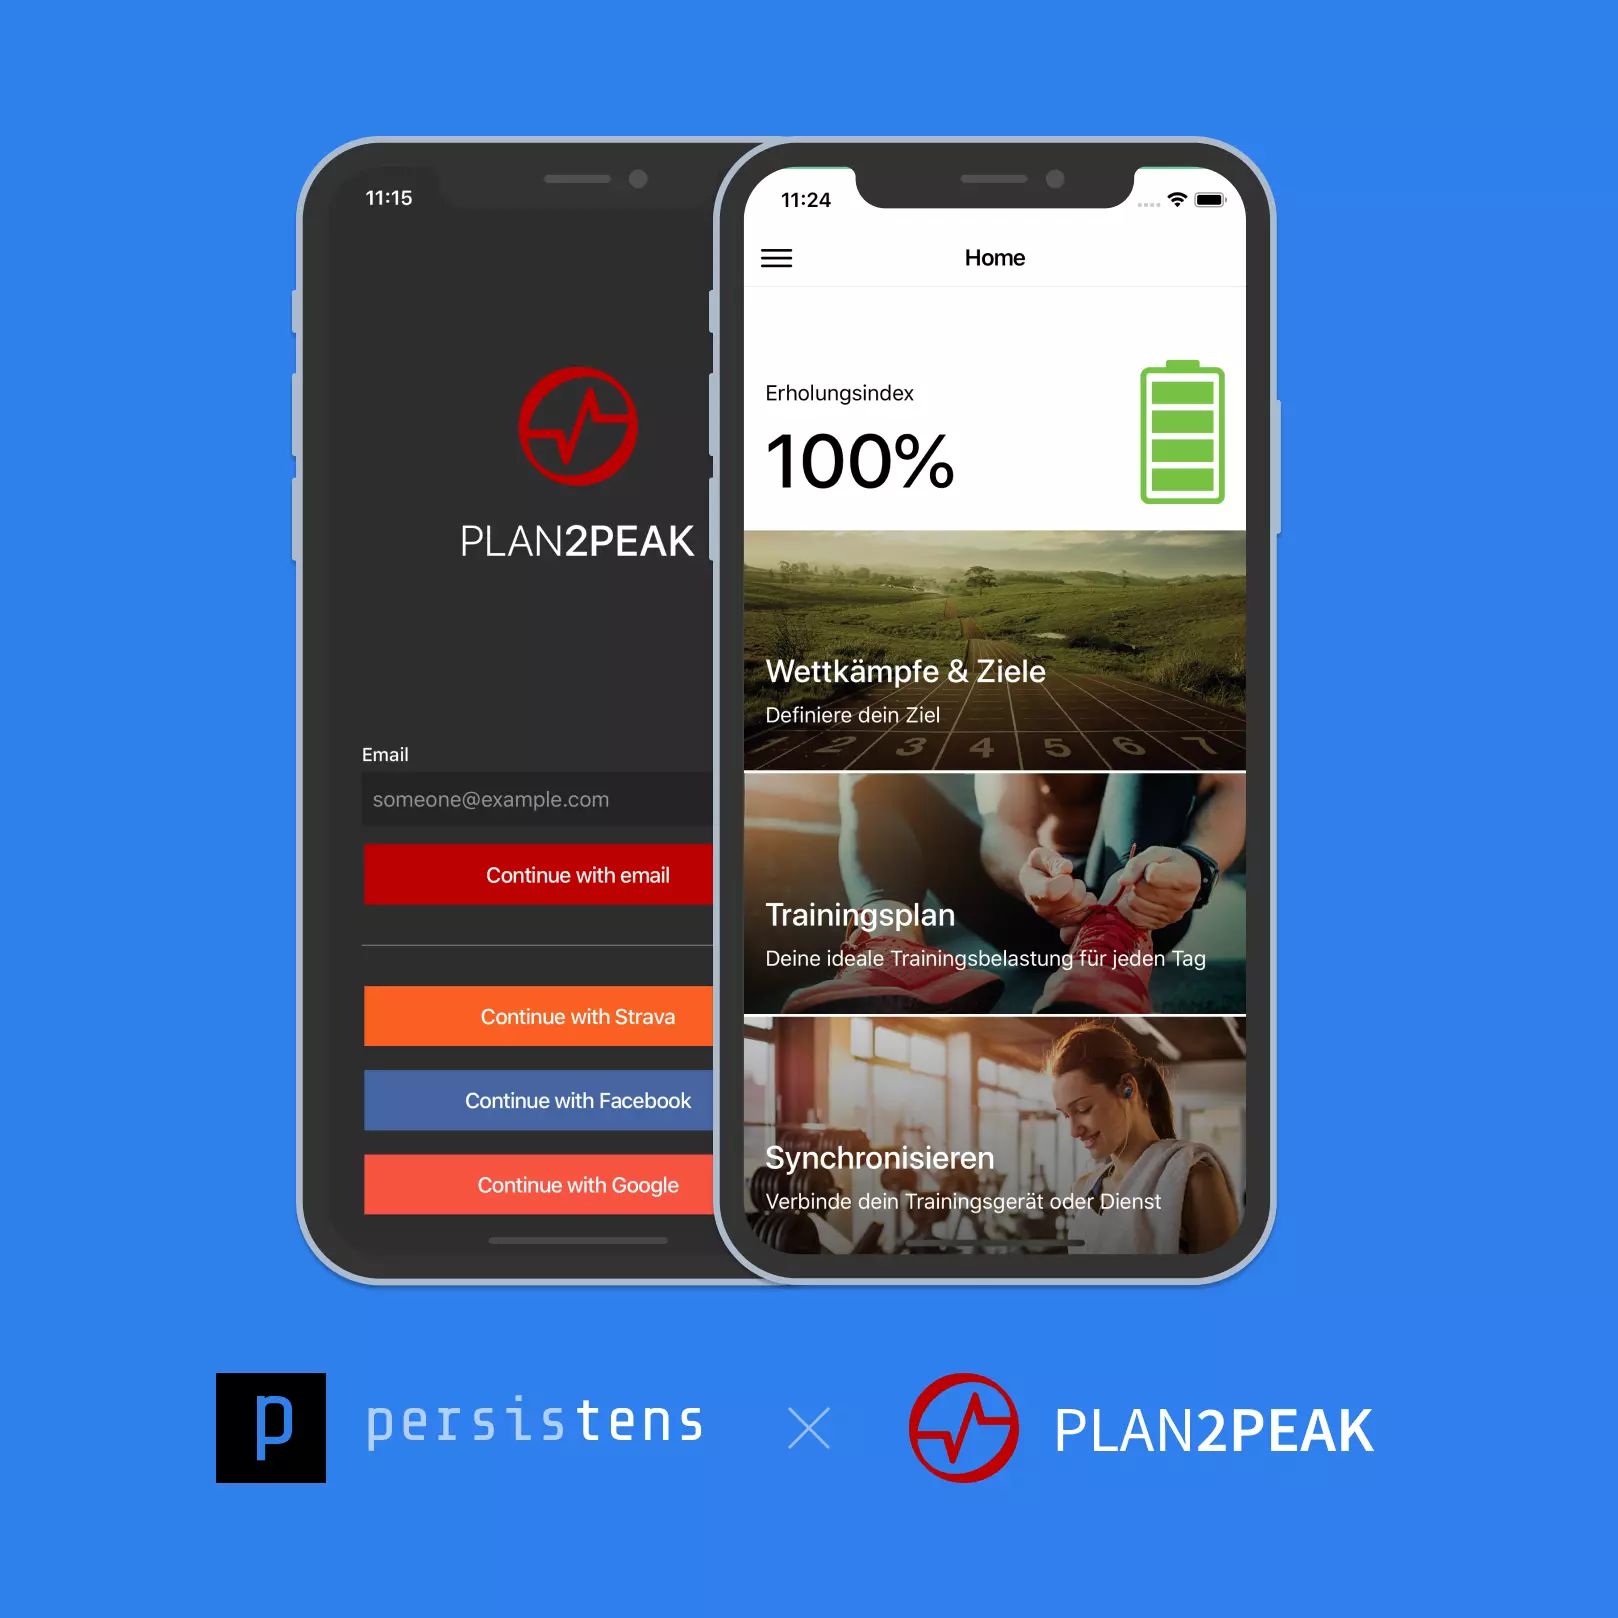 11:15
PLAN2PEAK
Email
someone@example.com
Continue with email
Continue with Strava
Continue with Facebook
Continue with Google
11:24
Home
Erholungsindex
100%
Wettkämpfe & Ziele
Definiere dein Ziel
1 2 3 4 5 6 7
Trainingsplan
Deine ideale Trainingsbelastung für jeden Tag
Synchronisieren
Verbinde dein Trainingsgerät oder Dienst
p persistens × PLAN2PEAK